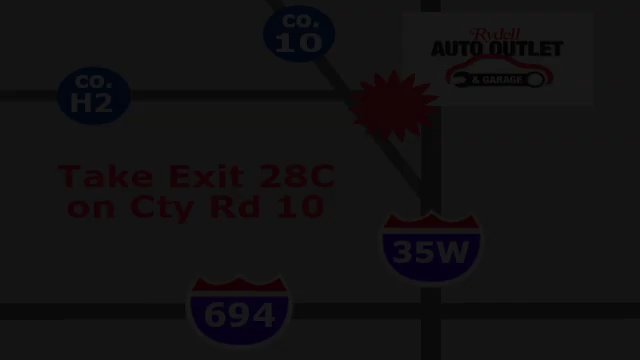 CO.
10
Rydell
AUTO OUTLET
& GARAGE
CO.
H2
Take Exit 28C
on Cty Rd 10
35W
694